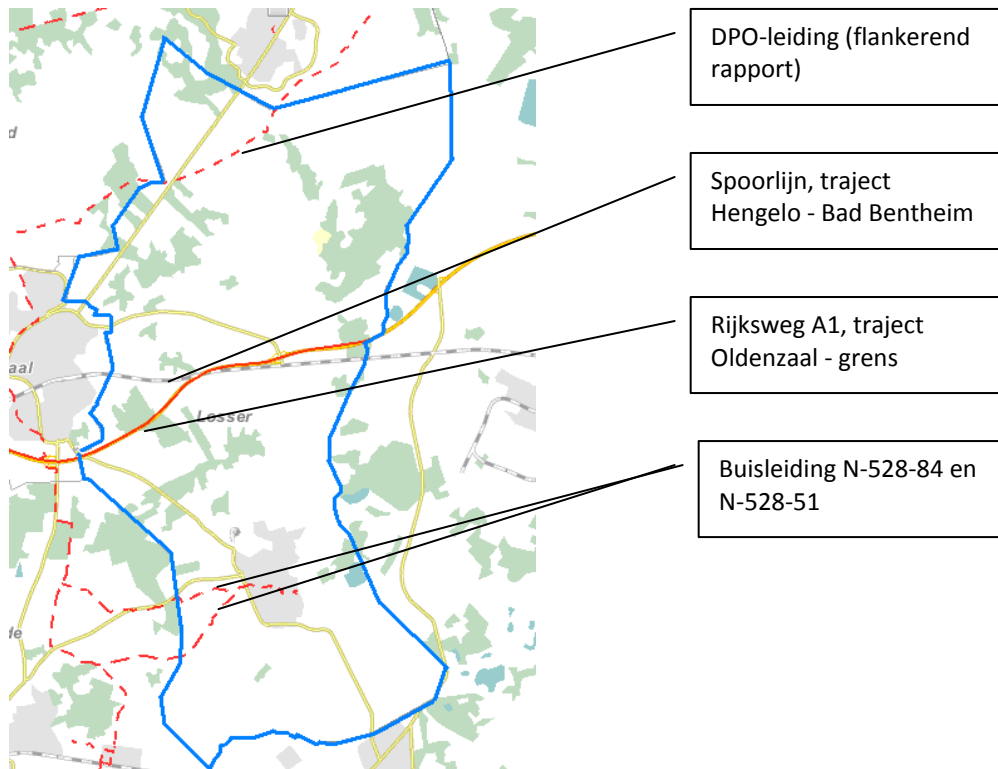 DPO-leiding (flankerend
rapport)
Spoorlijn, traject
Hengelo - Bad Bentheim
Rijksweg A1, traject
Oldenzaal - grens
Buisleiding N-528-84 en
N-528-51
d
aal
Losser
de